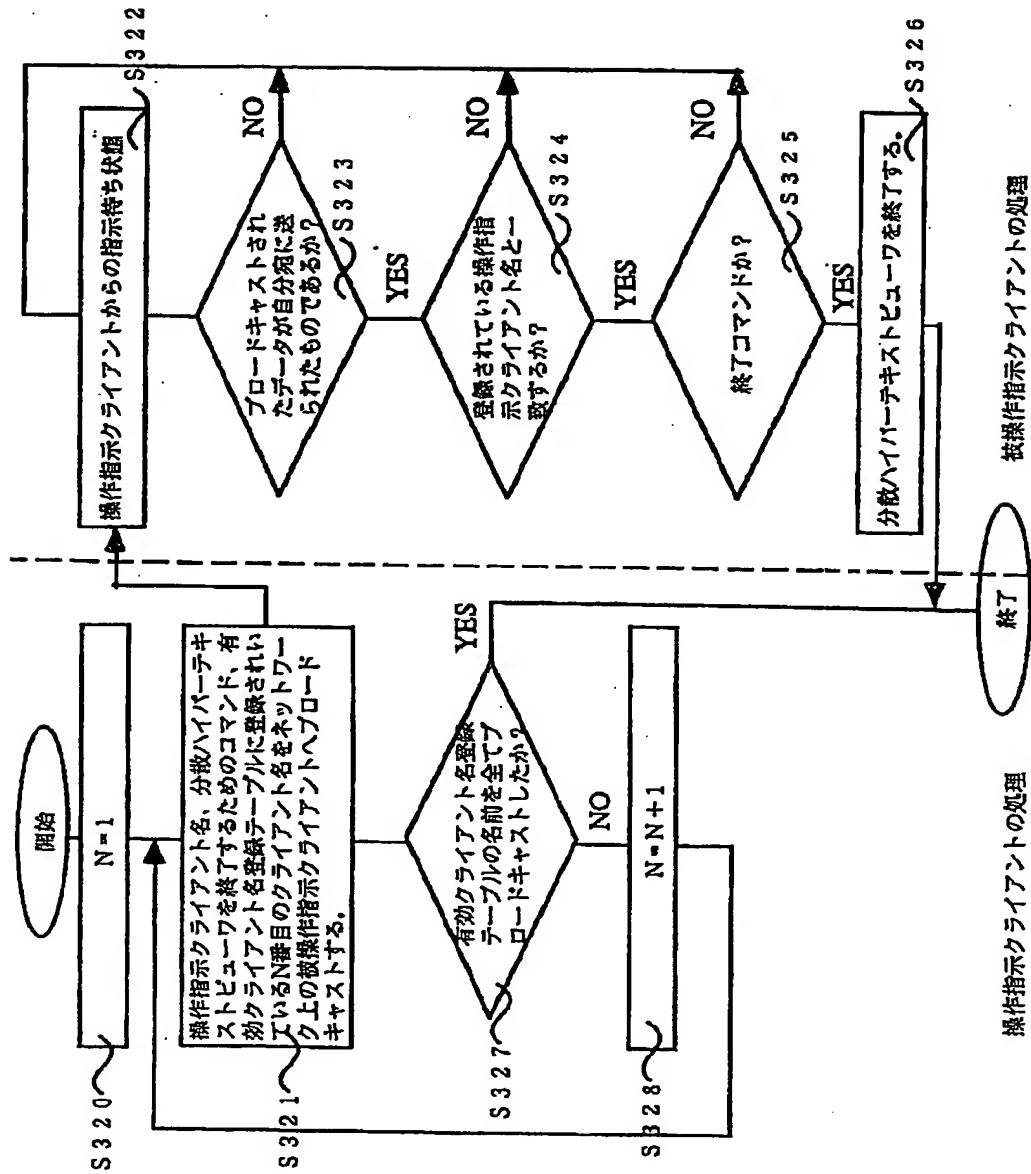 開始
S320
N=1
S321
操作指示クライアント名、分散ハイパーテキ
ストビューワを終了するためのコマンド、有
効クライアント名登録テーブルに登録されい
ているN番目のクライアント名をネットワー
ク上の被操作指示クライアントへブロード
キャストする。
S327
有効クライアント名登録
テーブルの名前を全てブ
ロードキャストしたか?
YES
NO
S328
N=N+1
操作指示クライアントの処理
S322
操作指示クライアントからの指示待ち状態
ブロードキャストされ
たデータが自分宛に送
られたものであるか?
S323
NO
YES
登録されている操作指
示クライアント名と一
致するか?
S324
NO
YES
終了コマンドか?
S325
NO
YES
S326
分散ハイパーテキストビューワを終了する。
終了
被操作指示クライアントの処理